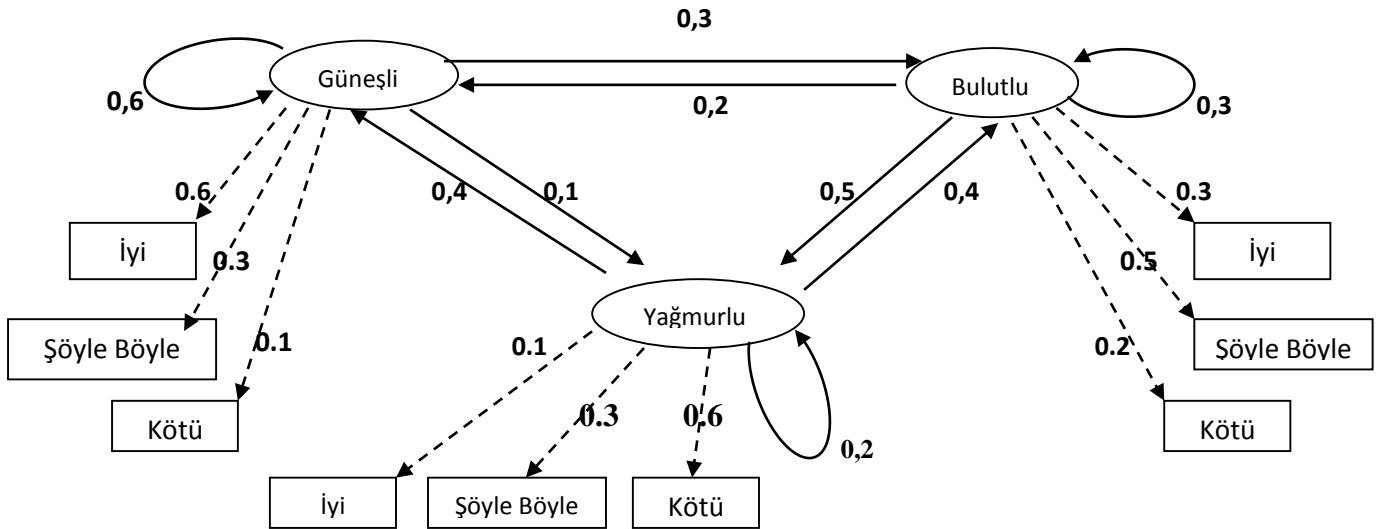 0,3
Güneşli
Bulutlu
0,6
0,2
0,3
0.6
0,4
0,1
0,5
0,4
0.3
İyi
0.3
0.5
İyi
Yağmurlu
Şöyle Böyle
0.1
0.1
0.2
Şöyle Böyle
Kötü
0.3
0.6
Kötü
0,2
İyi
Şöyle Böyle
Kötü